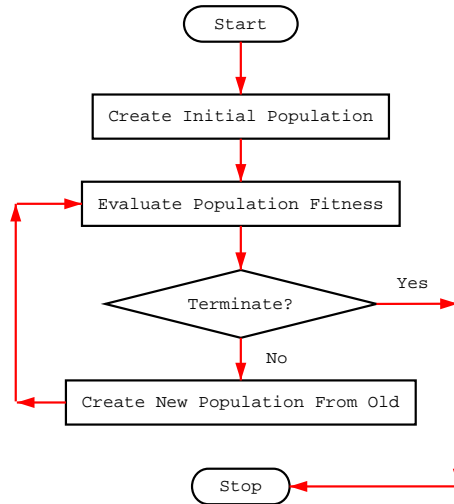 Start
Create Initial Population
Evaluate Population Fitness
Terminate?
Yes
No
Create New Population From Old
Stop